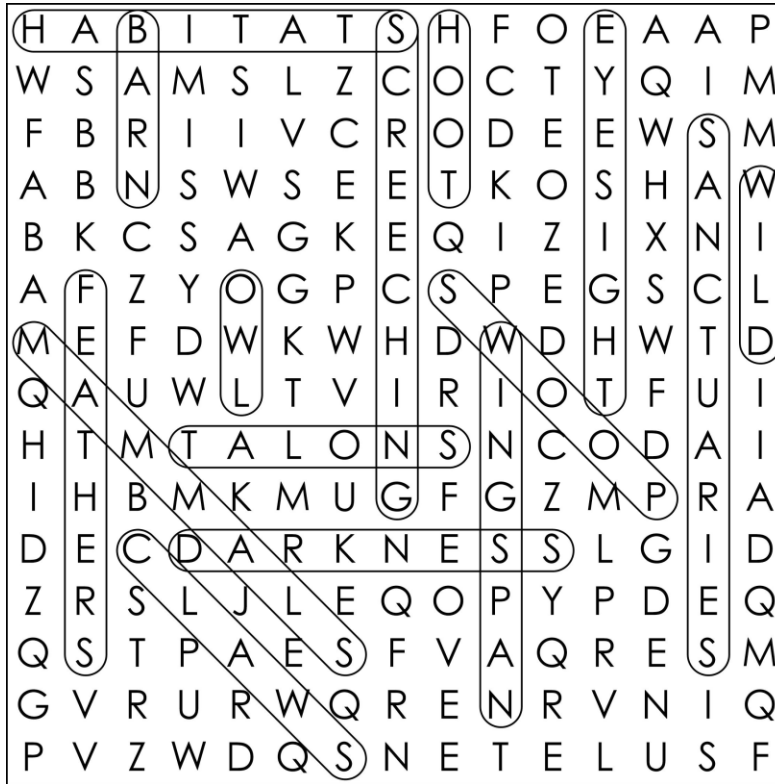 H A B I T A T S H F O E A A P
W S A M S L Z C O C T Y Q I M
F B R I I V C R O D E E W S M
A B N S W S E E T K O S H A W
B K C S A G K E Q I Z I X N I
A F Z Y O G P C S P E G S C L
M E F D W K W H D W D H W T D
Q A U W L T V I R I O T F U I
H T M T A L O N S N C O D A I
I H B M K M U G F G Z M P R A
D E C D A R K N E S S L G I D
Z R S L J L E Q O P Y P D E Q
Q S T P A E S F V A Q R E S M
G V R U R W Q R E N R V N I Q
P V Z W D Q S N E T E L U S F